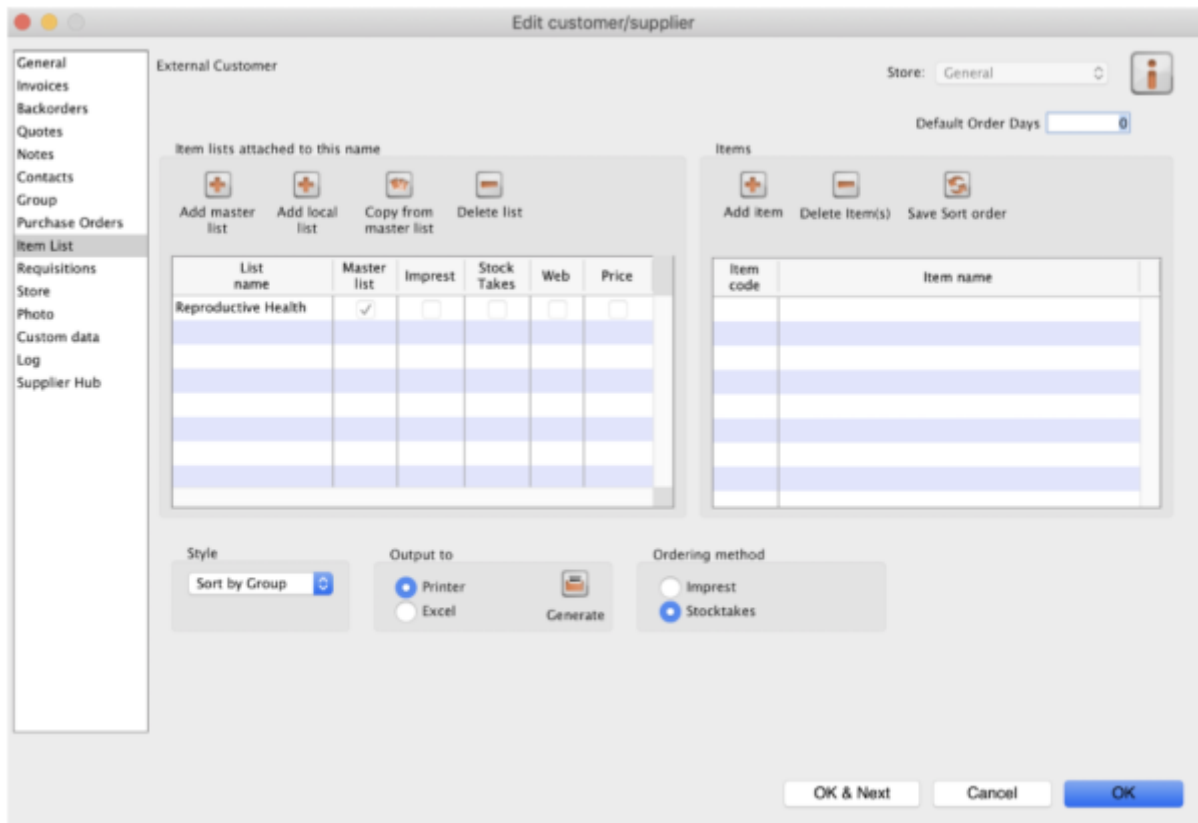 Edit customer/supplier
General
Invoices
Backorders
Quotes
Notes
Contacts
Group
Purchase Orders
Item List
Requisitions
Store
Photo
Custom data
Log
Supplier Hub
External Customer
Store: General
Default Order Days 0
Item lists attached to this name
Add master list
Add local list
Copy from master list
Delete list
List name Master list Imprest Stock Takes Web Price
Reproductive Health
Items
Add item Delete Item(s) Save Sort order
Item code Item name
Style
Sort by Group
Output to
Printer
Excel
Generate
Ordering method
Imprest
Stocktakes
OK & Next Cancel OK